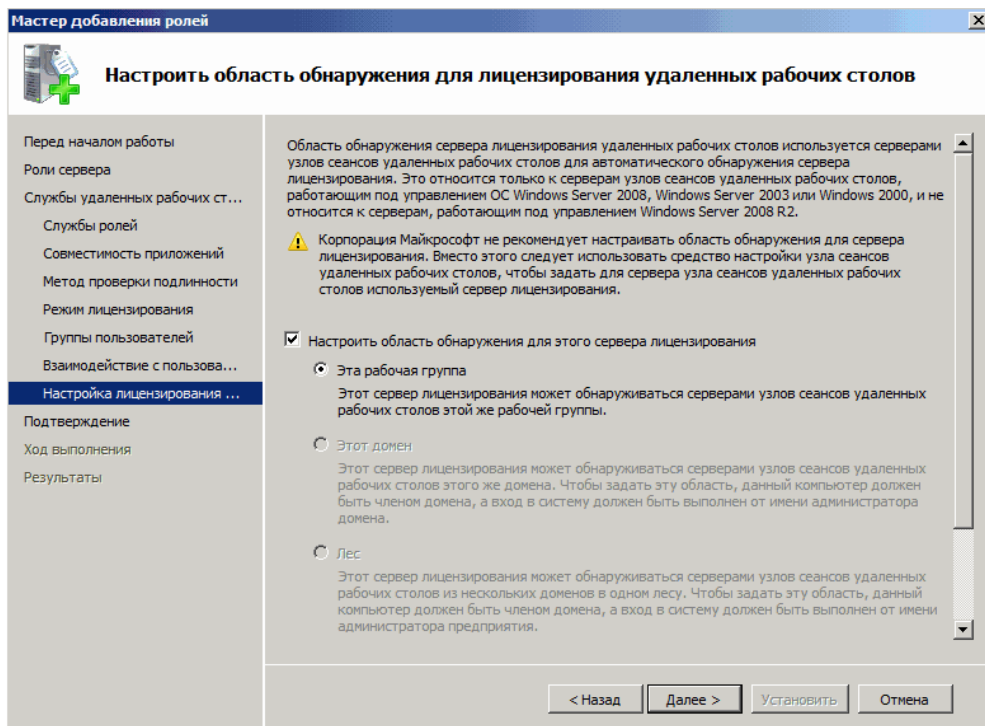 Мастер добавления ролей
Настроить область обнаружения для лицензирования удаленных рабочих столов
Перед началом работы
Роли сервера
Службы удаленных рабочих ст...
Службы ролей
Совместимость приложений
Метод проверки подлинности
Режим лицензирования
Группы пользователей
Взаимодействие с пользова...
Настройка лицензирования ...
Подтверждение
Ход выполнения
Результаты
Область обнаружения сервера лицензирования удаленных рабочих столов используется серверами
узлов сеансов удаленных рабочих столов для автоматического обнаружения сервера
лицензирования. Это относится только к серверам узлов сеансов удаленных рабочих столов,
работающим под управлением ОС Windows Server 2008, Windows Server 2003 или Windows 2000, и не
относится к серверам, работающим под управлением Windows Server 2008 R2.
Корпорация Майкрософт не рекомендует настраивать область обнаружения для сервера
лицензирования. Вместо этого следует использовать средство настройки узла сеансов
удаленных рабочих столов, чтобы задать для сервера узла сеансов удаленных рабочих
столов используемый сервер лицензирования.
Настроить область обнаружения для этого сервера лицензирования
Эта рабочая группа
Этот сервер лицензирования может обнаруживаться серверами узлов сеансов удаленных
рабочих столов этой же рабочей группы.
Этот домен
Этот сервер лицензирования может обнаруживаться серверами узлов сеансов удаленных
рабочих столов этого же домена. Чтобы задать эту область, данный компьютер должен
быть членом домена, а вход в систему должен быть выполнен от имени администратора
домена.
Лес
Этот сервер лицензирования может обнаруживаться серверами узлов сеансов удаленных
рабочих столов из нескольких доменов в одном лесу. Чтобы задать эту область, данный
компьютер должен быть членом домена, а вход в систему должен быть выполнен от имени
администратора предприятия.
< Назад
Далее >
Установить
Отмена